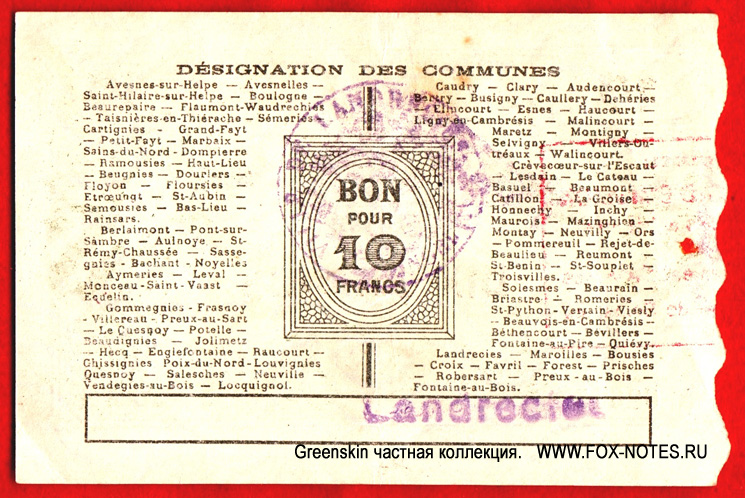 DÉSIGNATION DES COMMUNES
Avesnes-sur-Helpe — Avesnelles —
Saint-Hilaire-sur-Helpe — Boulogne —
Beaurepaire — Flaumont-Waudrechies
— Taisnières-en-Thiérache — Sémeries
Cartignies - Grand-Fayt
— Petit-Fayt — Marbaix —
Sains-du-Nord - Dompierre
— Ramousies — Haut-Lieu
— Beugnies — Dourlers —
Floyon — Floursies —
Etrœungt — St-Aubin —
Semousies — Bas-Lieu —
Rainsars.
Berlaimont — Pont-sur-
Sambre — Aulnoye — St-
Rémy-Chaussée — Sasse-
gnies - Bachant - Noyelles
Aymeries — Leval —
Monceau-Saint-Vaast —
Ecuélin.
Gommegnies - Frasnoy
- Villereau - Preux-au-Sart
— Le Quesnoy — Potelle —
Beaudignies — Jolimetz
— Hecq — Englefontaine — Raucourt —
Ghissignies Poix-du-Nord-Louvignies
Quesnoy — Salesches — Neuville —
Vendegies-au-Bois — Locquignol.
BON
POUR
10
FRANCS
Caudry — Clary — Audencourt
Bertry — Busigny — Caullery — Dehéries
Elincourt — Esnes — Haucourt —
Ligny-en-Cambrésis — Malincourt —
Maretz — Montigny
Selvigny — Villers-Ou-
tréaux — Walincourt.
Crèvecœur-sur-l'Escaut
— Lesdain — Le Cateau —
Basuel — Beaumont —
Catillon — La Groise —
Honnechy — Inchy —
Maurois — Mazinghien —
Montay — Neuvilly — Ors
— Pommereuil — Rejet-de-
Beaulieu — Reumont —
St-Benin — St-Souplet —
Troisvilles.
Solesmes — Beaurain —
Briastre — Romeries —
St-Python - Vertain - Viesly
— Beauvois-en-Cambrésis —
Béthencourt — Bévillers —
Fontaine-au-Pire — Quiévy.
Landrecies — Maroilles — Bousies
— Croix — Favril — Forest — Prisches
— Robersart — Preux-au-Bois —
Fontaine-au-Bois.
Greenskin частная коллекция. WWW.FOX-NOTES.RU